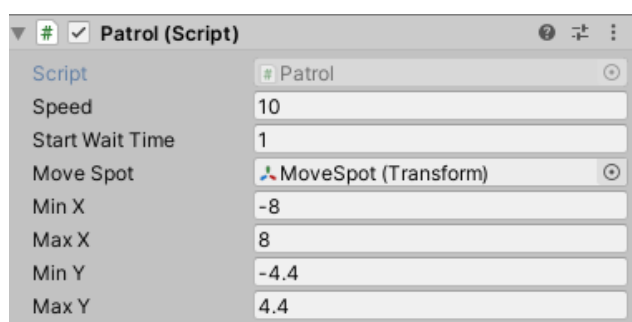 Patrol (Script)
Script Patrol
Speed 10
Start Wait Time 1
Move Spot MoveSpot (Transform)
Min X -8
Max X 8
Min Y -4.4
Max Y 4.4